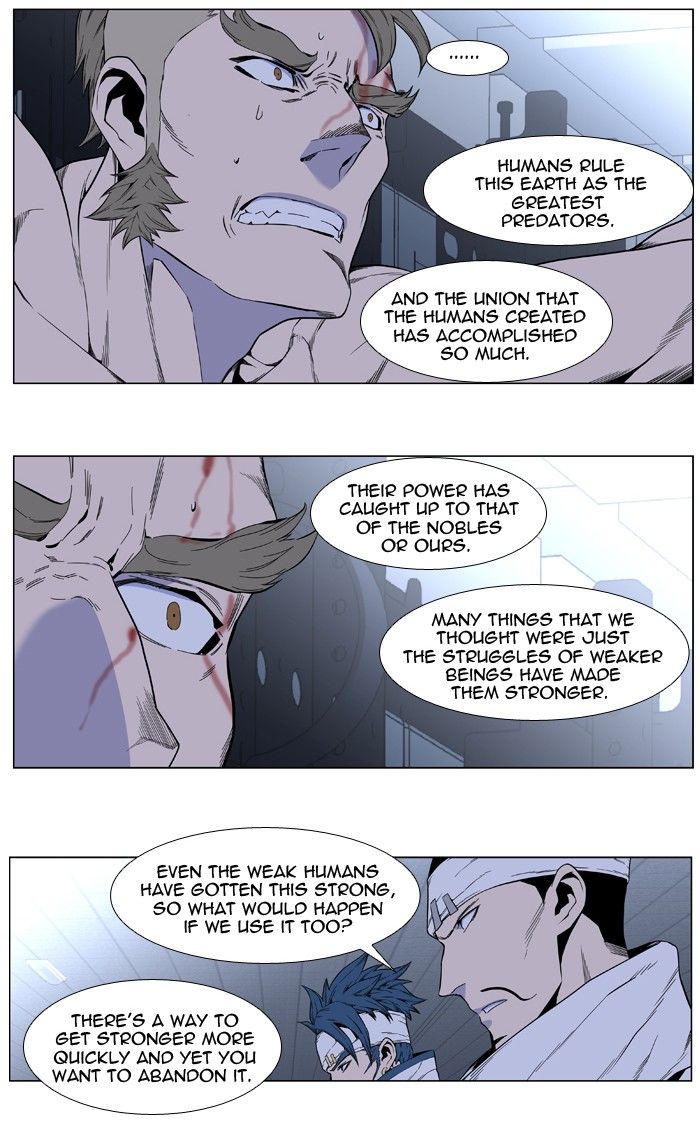 ......
HUMANS RULE
THIS EARTH AS THE
GREATEST
PREDATORS.
AND THE UNION THAT
THE HUMANS CREATED
HAS ACCOMPLISHED
SO MUCH.
THEIR POWER HAS
CAUGHT UP TO THAT
OF THE NOBLES
OR OURS.
MANY THINGS THAT WE
THOUGHT WERE JUST
THE STRUGGLES OF WEAKER
BEINGS HAVE MADE
THEM STRONGER.
EVEN THE WEAK HUMANS
HAVE GOTTEN THIS STRONG,
SO WHAT WOULD HAPPEN
IF WE USE IT TOO?
THERE'S A WAY TO
GET STRONGER MORE
QUICKLY AND YET YOU
WANT TO ABANDON IT.